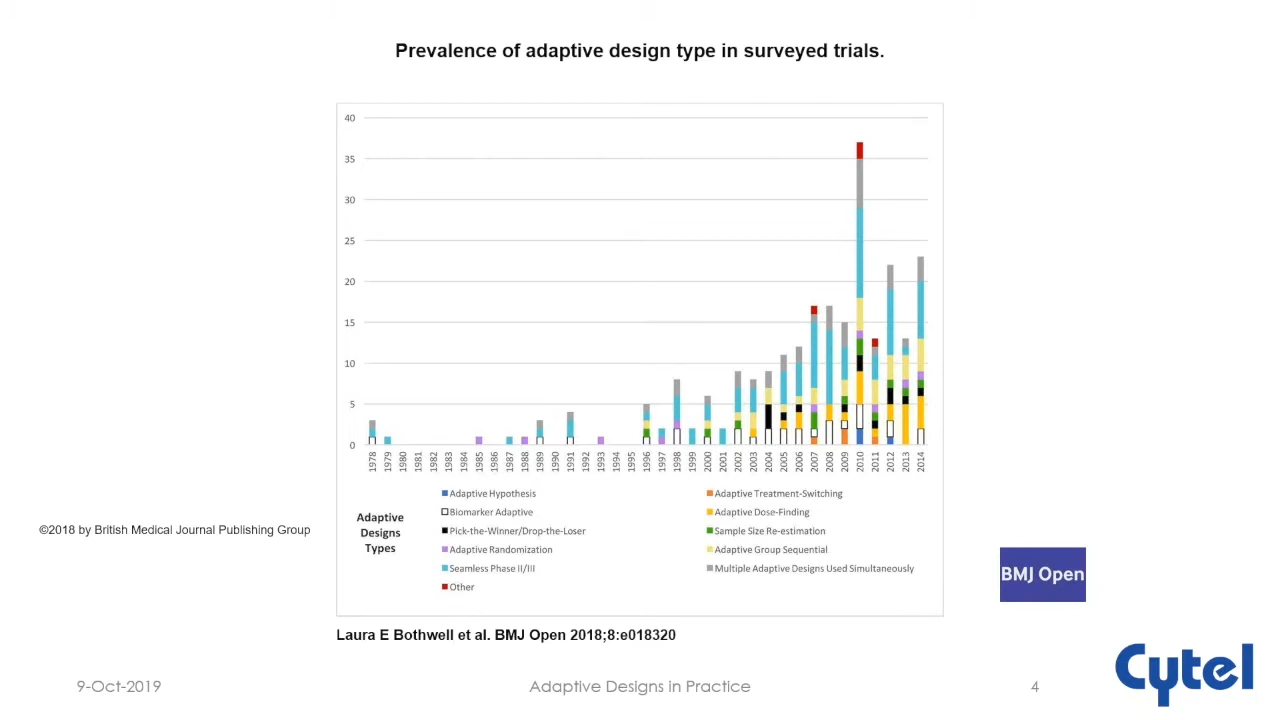 Prevalence of adaptive design type in surveyed trials.
40
35
30
25
20
15
10
5
0
1978 1979 1980 1981 1982 1983 1984 1985 1986 1987 1988 1989 1991 1992 1993 1994 1995 1996 1997 1998 1999 2000 2001 2002 2003 2004 2005 2006 2007 2008 2009 2010 2011 2012 2013 2014
Adaptive Designs Types
Adaptive Hypothesis
Adaptive Treatment-Switching
Biomarker Adaptive
Adaptive Dose-Finding
Pick-the-Winner/Drop-the-Loser
Sample Size Re-estimation
Adaptive Randomization
Adaptive Group Sequential
Seamless Phase II/III
Multiple Adaptive Designs Used Simultaneously
Other
©2018 by British Medical Journal Publishing Group
BMJ Open
Laura E Bothwell et al. BMJ Open 2018;8:e018320
9-Oct-2019
Adaptive Designs in Practice
4
Cytel